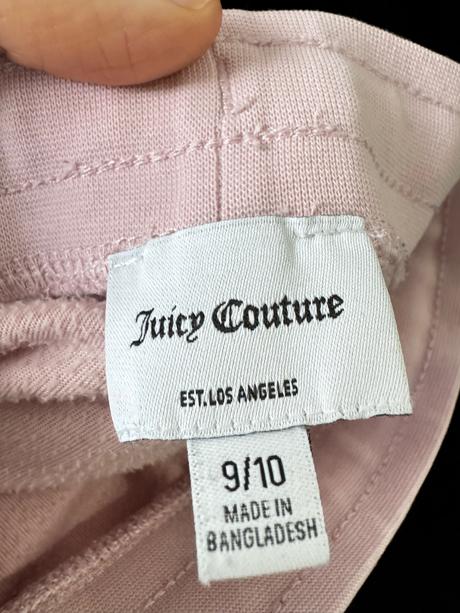 Juicy Couture
EST. LOS ANGELES
9/10
MADE IN
BANGLADESH